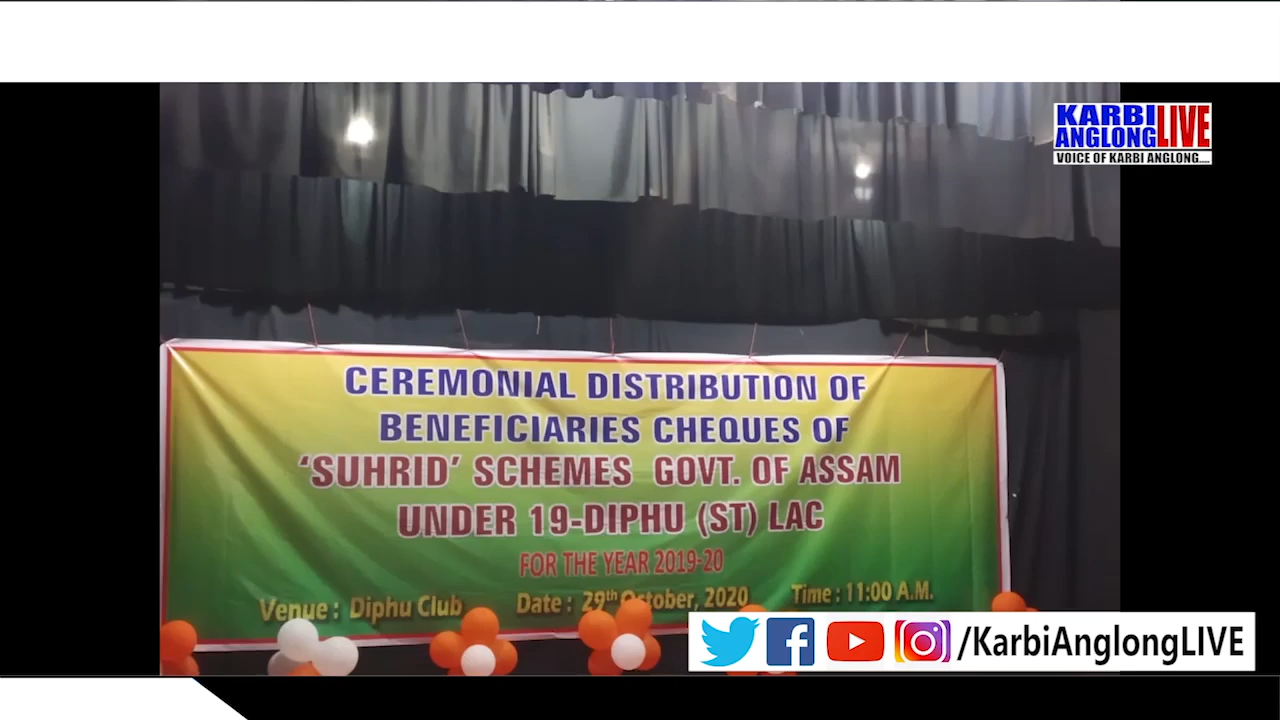 KARBI
ANGLONG LIVE
VOICE OF KARBI ANGLONG....
CEREMONIAL DISTRIBUTION OF
BENEFICIARIES CHEQUES OF
‘SUHRID’ SCHEMES GOVT. OF ASSAM
UNDER 19-DIPHU (ST) LAC
FOR THE YEAR 2019-20
Venue : Diphu Club Date : 29th October, 2020 Time : 11:00 A.M.
/KarbiAnglongLIVE